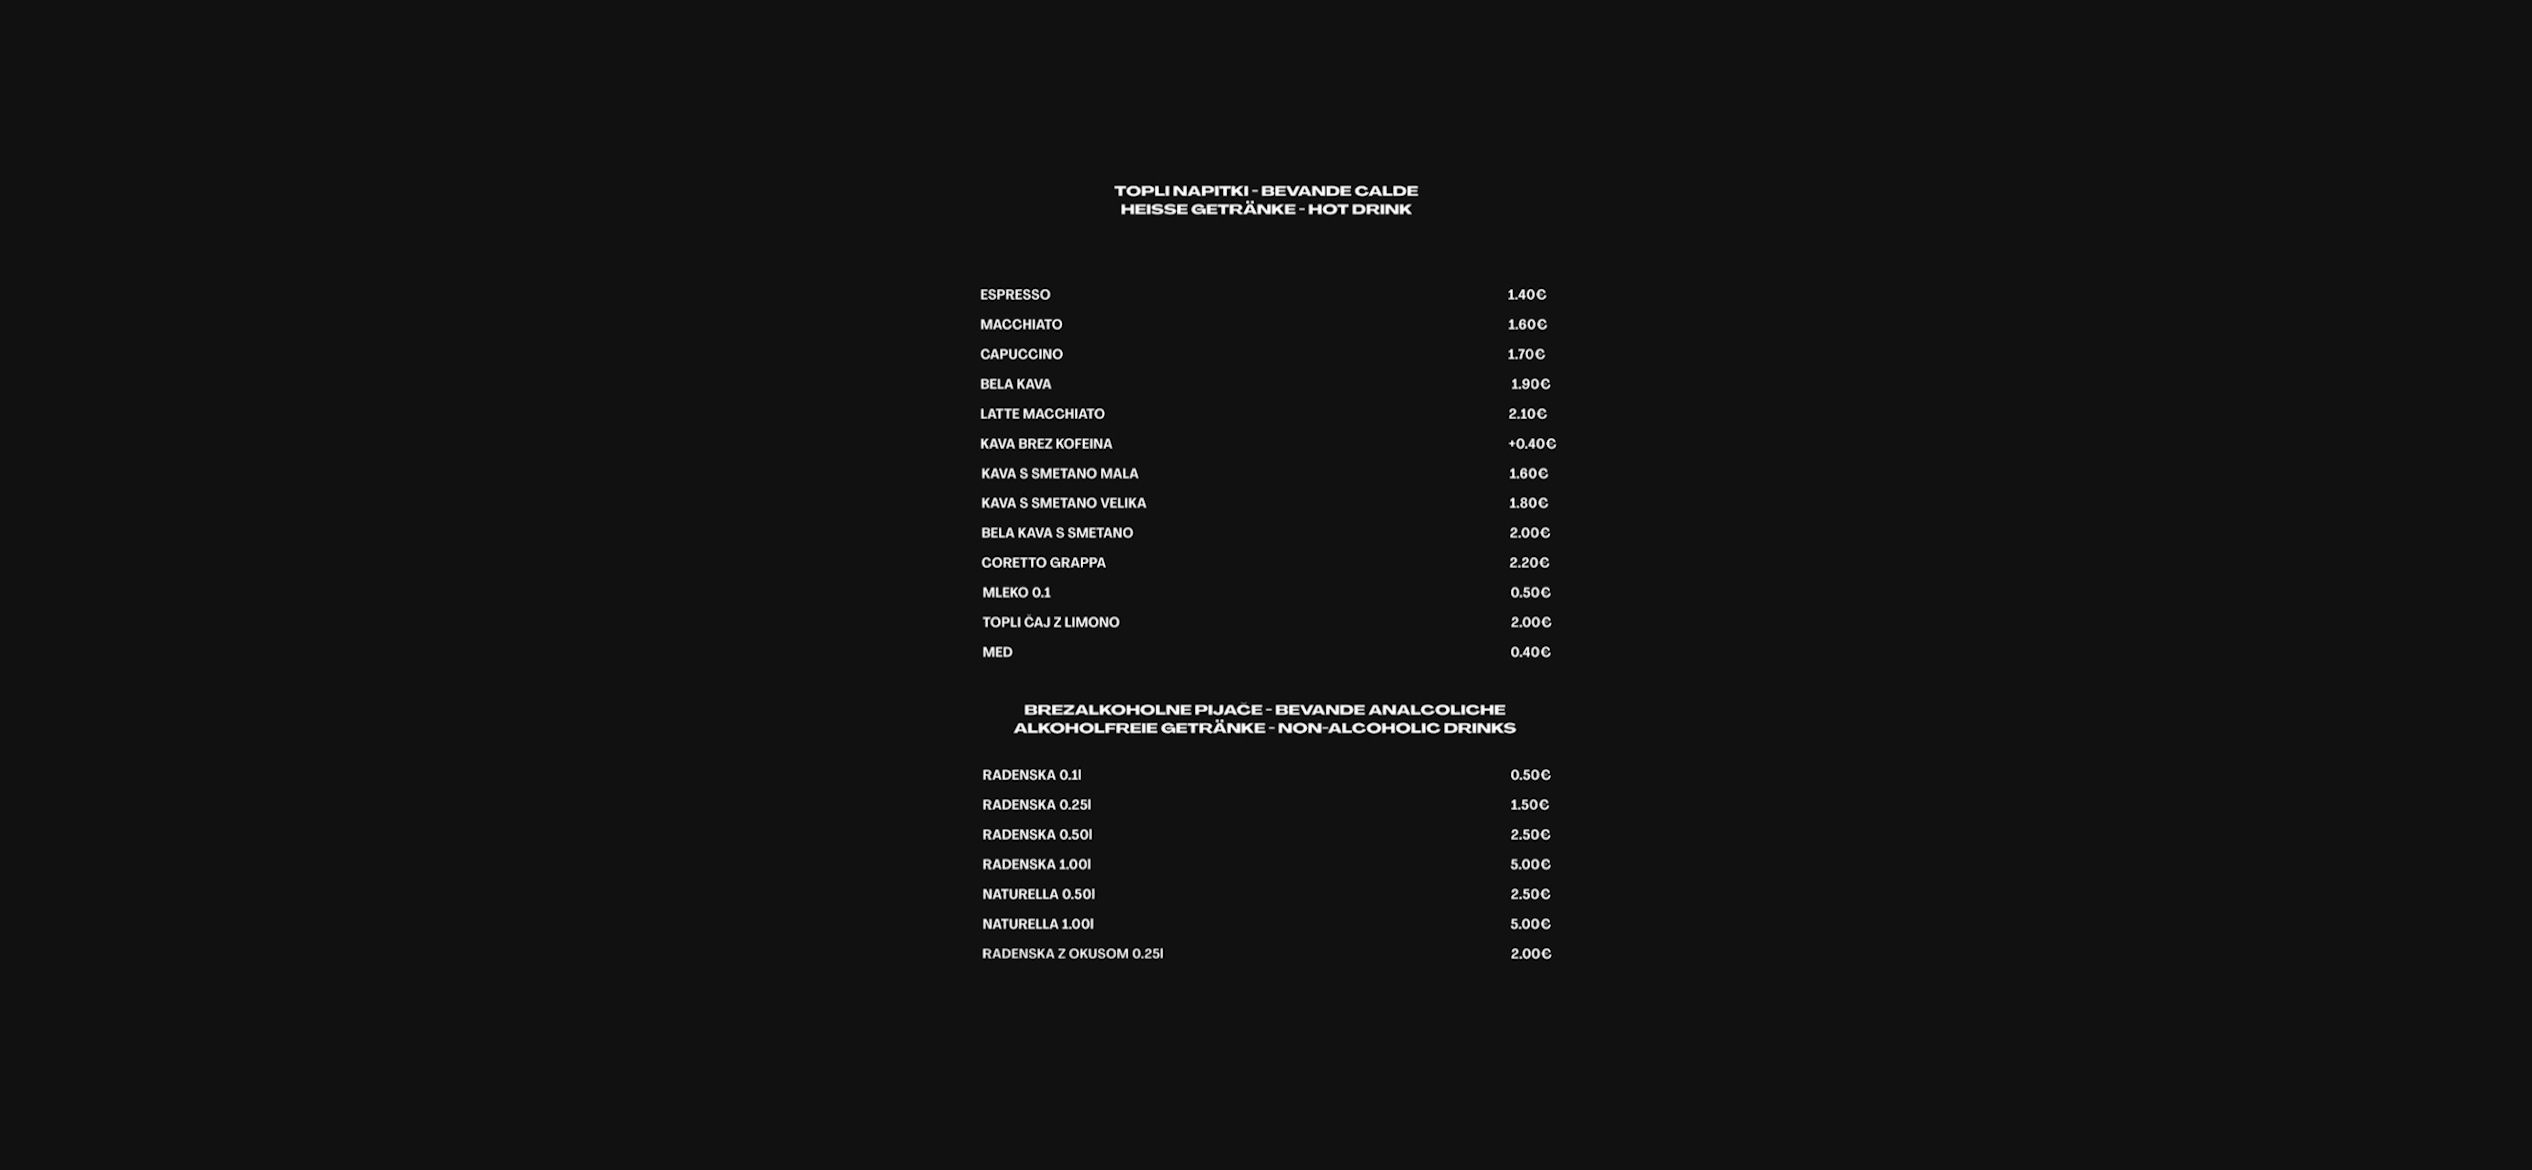 TOPLI NAPITKI - BEVANDE CALDE
HEISSE GETRÄNKE - HOT DRINK
ESPRESSO 1.40€
MACCHIATO 1.60€
CAPUCCINO 1.70€
BELA KAVA 1.90€
LATTE MACCHIATO 2.10€
KAVA BREZ KOFEINA +0.40€
KAVA S SMETANO MALA 1.60€
KAVA S SMETANO VELIKA 1.80€
BELA KAVA S SMETANO 2.00€
CORETTO GRAPPA 2.20€
MLEKO 0.1 0.50€
TOPLI ČAJ Z LIMONO 2.00€
MED 0.40€
BREZALKOHOLNE PIJAČE - BEVANDE ANALCOLICHE
ALKOHOLFREIE GETRÄNKE - NON-ALCOHOLIC DRINKS
RADENSKA 0.1l 0.50€
RADENSKA 0.25l 1.50€
RADENSKA 0.50l 2.50€
RADENSKA 1.00l 5.00€
NATURELLA 0.50l 2.50€
NATURELLA 1.00l 5.00€
RADENSKA Z OKUSOM 0.25l 2.00€